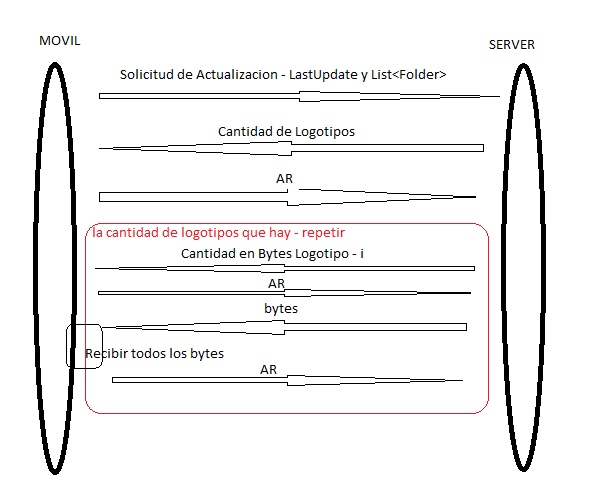 MOVIL
SERVER
Solicitud de Actualizacion - LastUpdate y List<Folder>
Cantidad de Logotipos
AR
la cantidad de logotipos que hay - repetir
Cantidad en Bytes Logotipo - i
AR
bytes
Recibir todos los bytes
AR